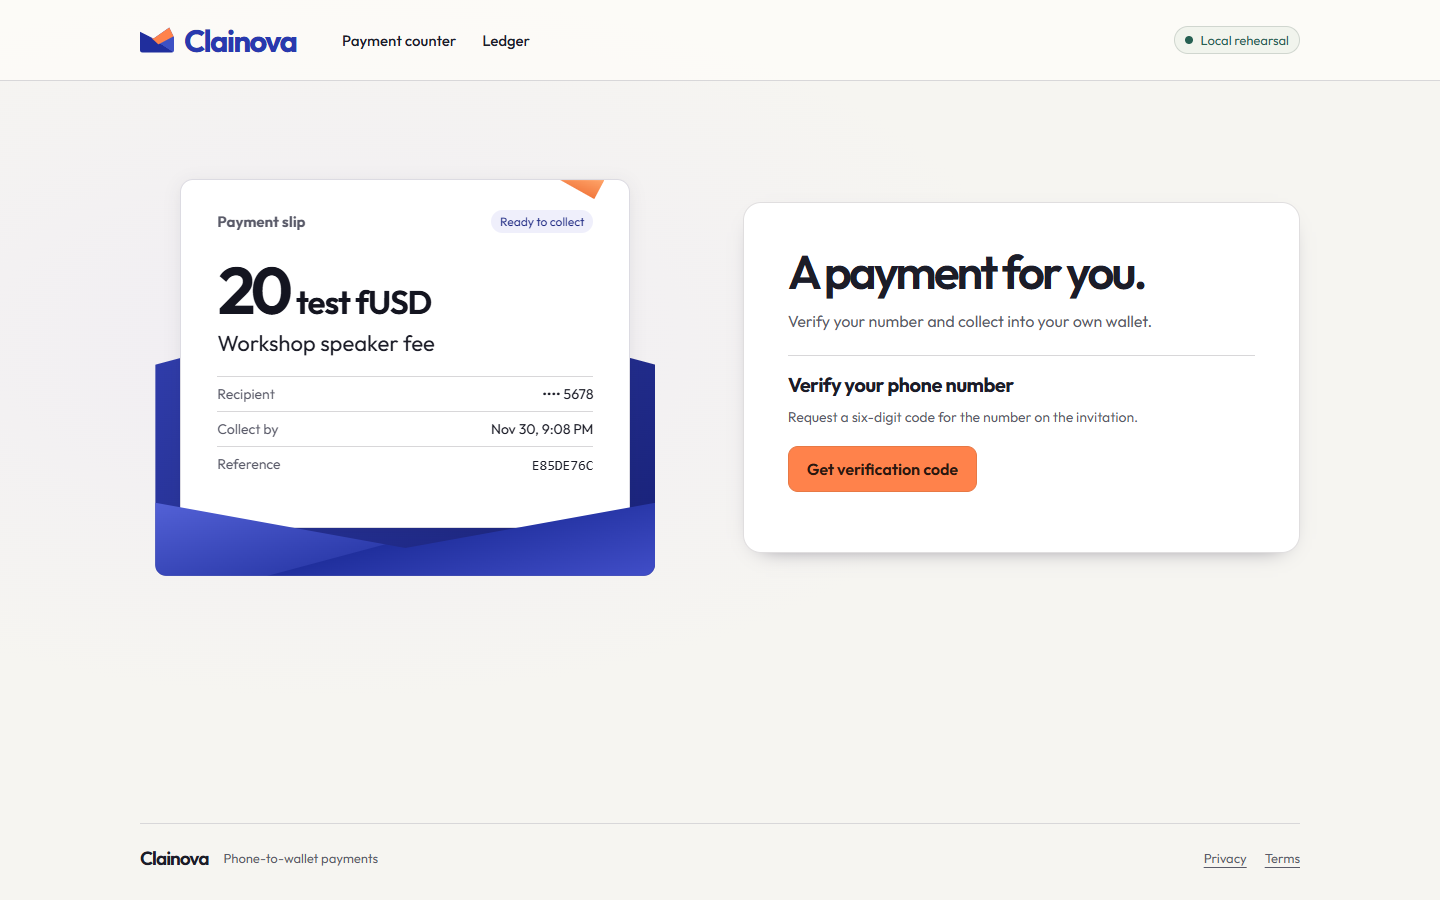 Clainova
Payment counter
Ledger
Local rehearsal
Payment slip
Ready to collect
20 test fUSD
Workshop speaker fee
Recipient
•••• 5678
Collect by
Nov 30, 9:08 PM
Reference
E85DE76C
A payment for you.
Verify your number and collect into your own wallet.
Verify your phone number
Request a six-digit code for the number on the invitation.
Get verification code
Clainova
Phone-to-wallet payments
Privacy
Terms